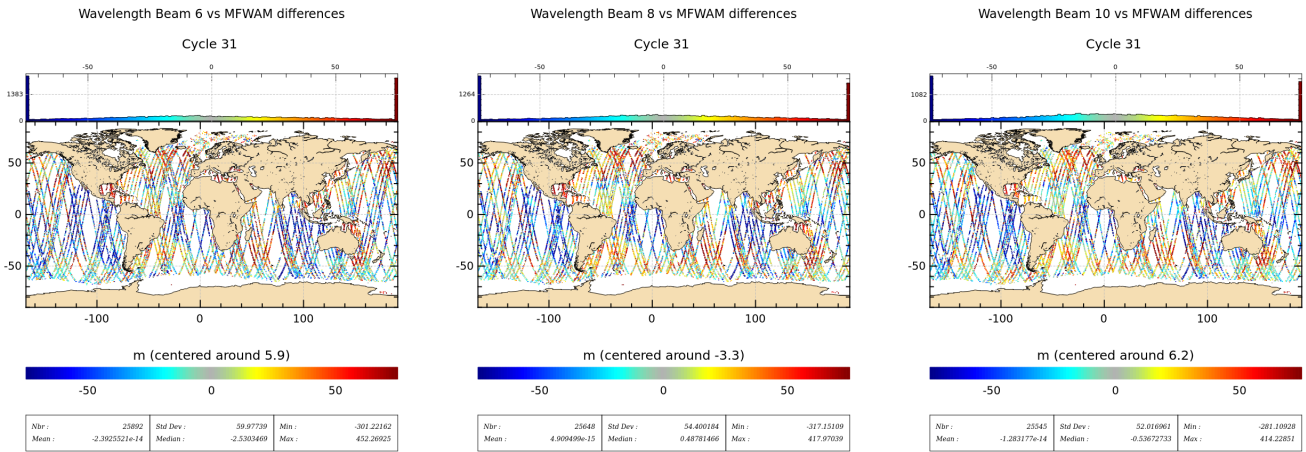 Wavelength Beam 6 vs MFWAM differences
Cycle 31
-50 0 50
1383
0
50
0
-50
-100 0 100
m (centered around 5.9)
-50 0 50
Nbr : 25892 Std Dev : 59.97739 Min : -301.22162
Mean : -2.3925521e-14 Median : -2.5303469 Max : 452.26925
Wavelength Beam 8 vs MFWAM differences
Cycle 31
-50 0 50
1264
0
50
0
-50
-100 0 100
m (centered around -3.3)
-50 0 50
Nbr : 25648 Std Dev : 54.400184 Min : -317.15109
Mean : 4.909499e-15 Median : 0.48781466 Max : 417.97039
Wavelength Beam 10 vs MFWAM differences
Cycle 31
-50 0 50
1082
0
50
0
-50
-100 0 100
m (centered around 6.2)
-50 0 50
Nbr : 25545 Std Dev : 52.016961 Min : -281.10928
Mean : -1.283177e-14 Median : -0.53672733 Max : 414.22851